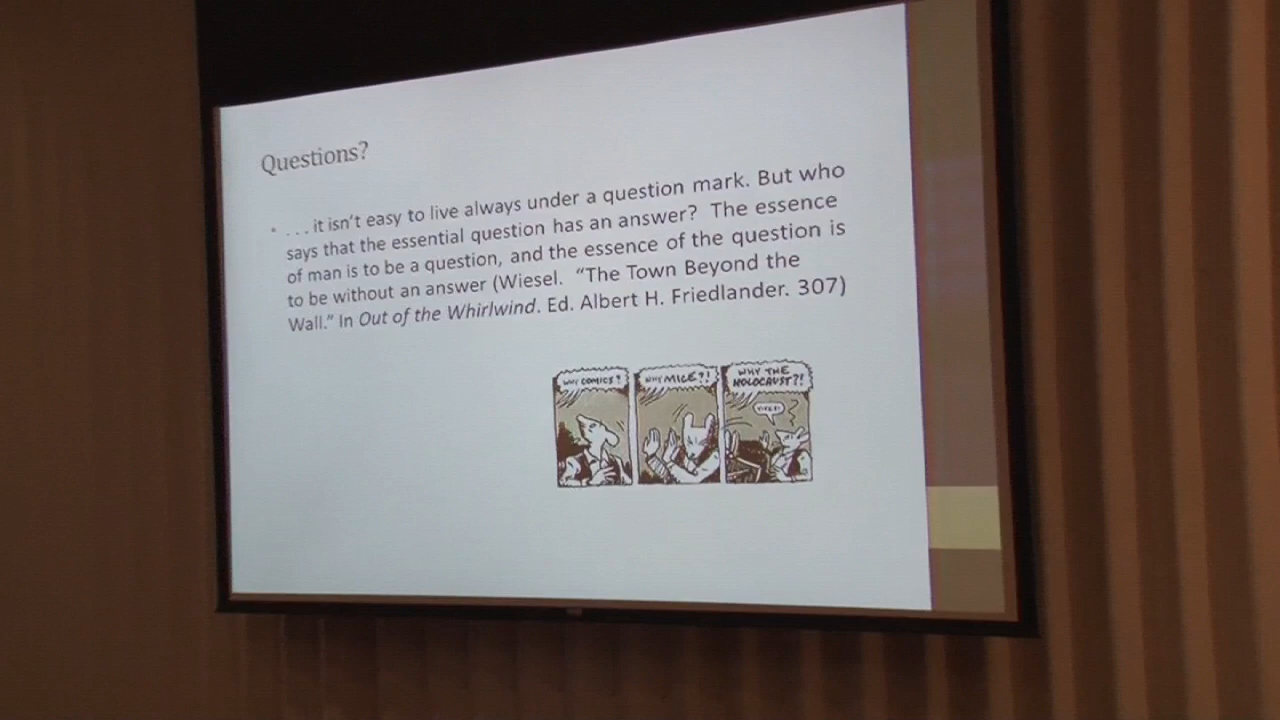 Questions?
• . . . it isn't easy to live always under a question mark. But who
says that the essential question has an answer? The essence
of man is to be a question, and the essence of the question is
to be without an answer (Wiesel. "The Town Beyond the
Wall." In Out of the Whirlwind. Ed. Albert H. Friedlander. 307)
WHY COMICS?
WHY MICE?!
WHY THE
HOLOCAUST?!